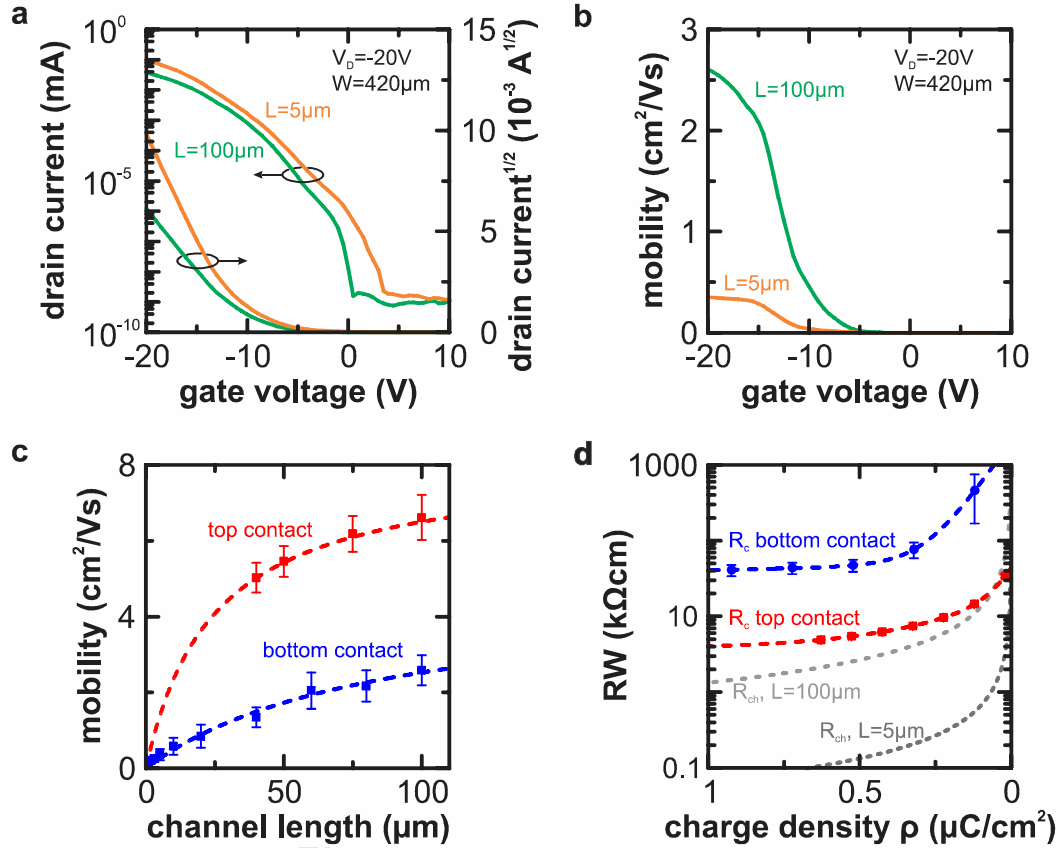 a
10⁰
10⁻⁵
10⁻¹⁰
drain current (mA)
V_D=-20V
W=420µm
L=5µm
L=100µm
15
10
5
0
drain current^1/2 (10⁻³ A^1/2)
-20
-10
0
10
gate voltage (V)
b
3
2
1
0
mobility (cm²/Vs)
V_D=-20V
W=420µm
L=100µm
L=5µm
-20
-10
0
10
gate voltage (V)
c
8
4
0
mobility (cm²/Vs)
top contact
bottom contact
0
50
100
channel length (µm)
d
1000
10
0.1
RW (kΩcm)
R_c bottom contact
R_c top contact
R_ch, L=100µm
R_ch, L=5µm
1
0.5
0
charge density ρ (µC/cm²)